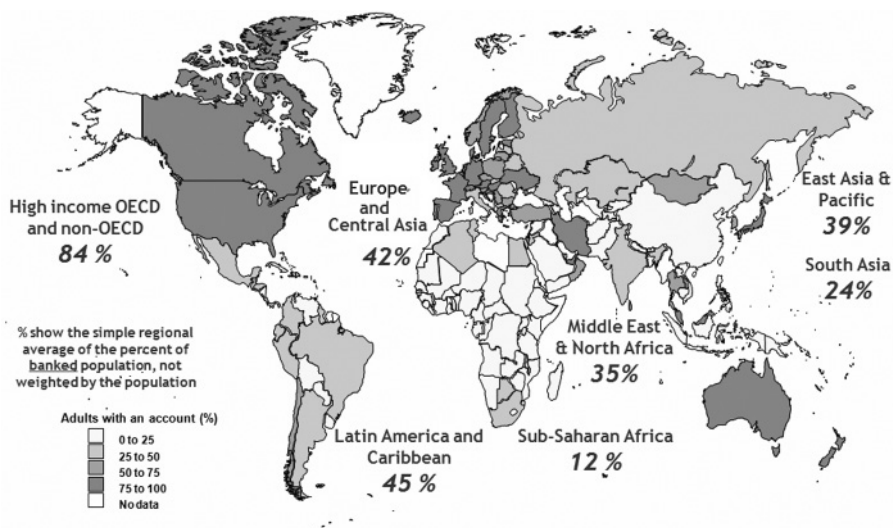 High income OECD
and non-OECD
84 %
Europe
and
Central Asia
42%
East Asia &
Pacific
39%
South Asia
24%
Middle East
& North Africa
35%
% show the simple regional
average of the percent of
banked population, not
weighted by the population
Adults with an account (%)
0 to 25
25 to 50
50 to 75
75 to 100
No data
Latin America and
Caribbean
45 %
Sub-Saharan Africa
12 %